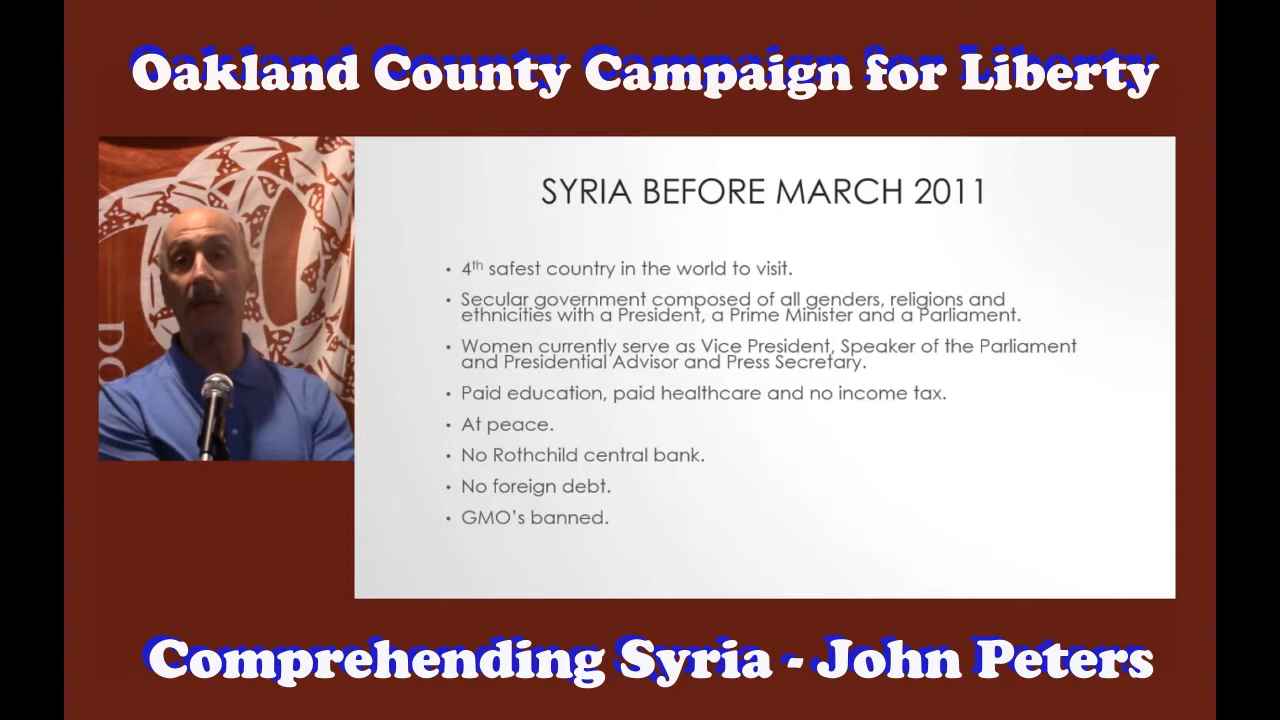 Oakland County Campaign for Liberty
DO
SYRIA BEFORE MARCH 2011
• 4th safest country in the world to visit.
• Secular government composed of all genders, religions and
ethnicities with a President, a Prime Minister and a Parliament.
• Women currently serve as Vice President, Speaker of the Parliament
and Presidential Advisor and Press Secretary.
• Paid education, paid healthcare and no income tax.
• At peace.
• No Rothchild central bank.
• No foreign debt.
• GMO's banned.
Comprehending Syria - John Peters